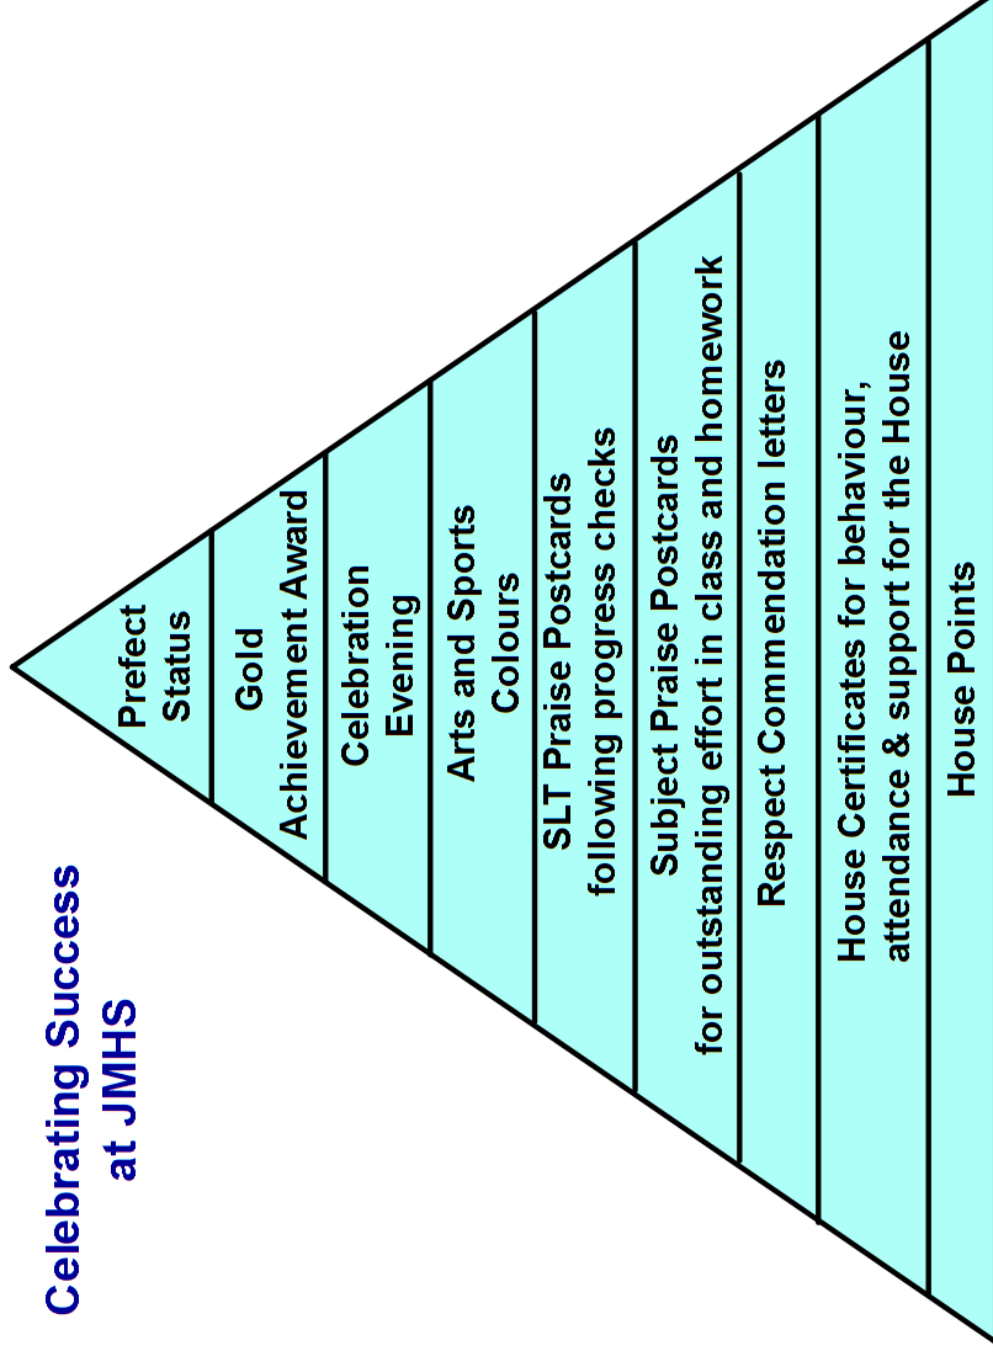 Celebrating Success
at JMHS
Prefect
Status
Gold
Achievement Award
Celebration
Evening
Arts and Sports
Colours
SLT Praise Postcards
following progress checks
Subject Praise Postcards
for outstanding effort in class and homework
Respect Commendation letters
House Certificates for behaviour,
attendance & support for the House
House Points